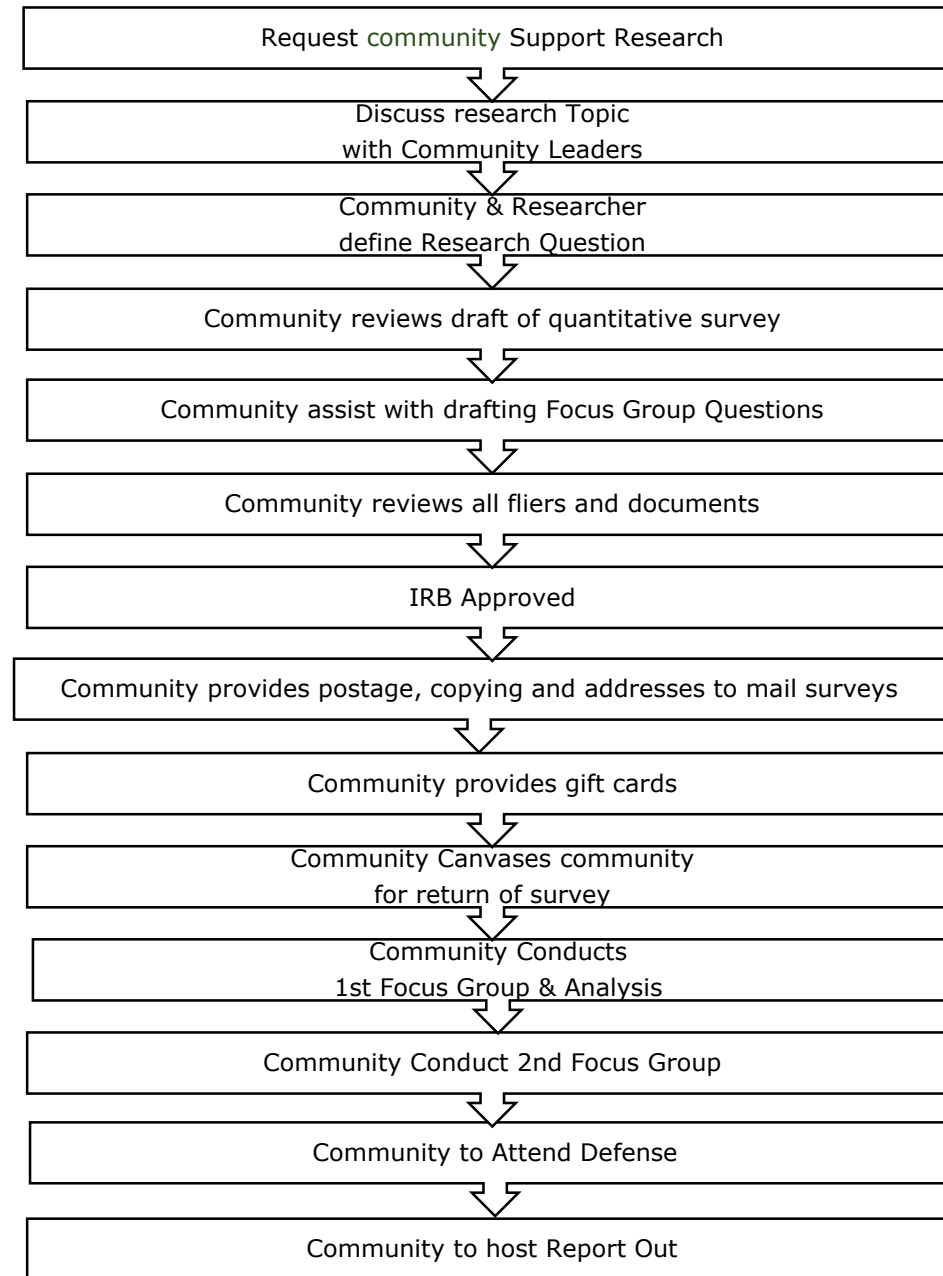 Request community Support Research
Discuss research Topic
with Community Leaders
Community & Researcher
define Research Question
Community reviews draft of quantitative survey
Community assist with drafting Focus Group Questions
Community reviews all fliers and documents
IRB Approved
Community provides postage, copying and addresses to mail surveys
Community provides gift cards
Community Canvases community
for return of survey
Community Conducts
1st Focus Group & Analysis
Community Conduct 2nd Focus Group
Community to Attend Defense
Community to host Report Out